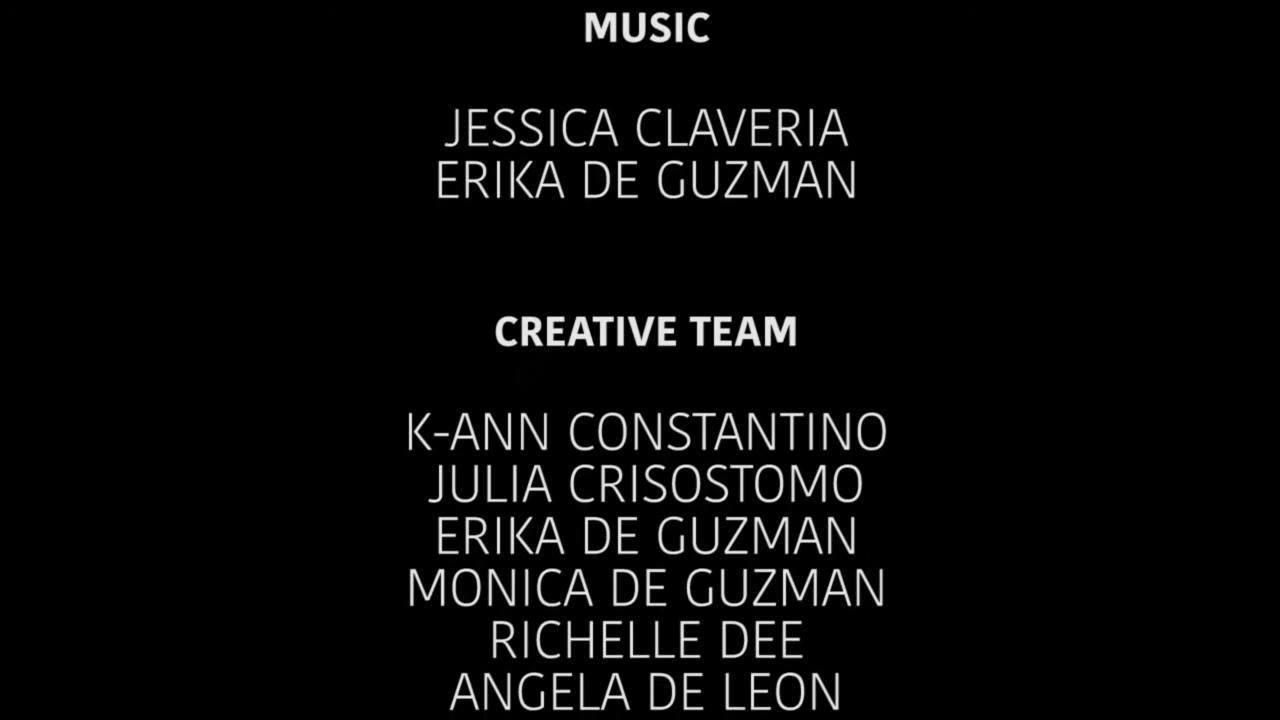 MUSIC
JESSICA CLAVERIA
ERIKA DE GUZMAN
CREATIVE TEAM
K-ANN CONSTANTINO
JULIA CRISOSTOMO
ERIKA DE GUZMAN
MONICA DE GUZMAN
RICHELLE DEE
ANGELA DE LEON